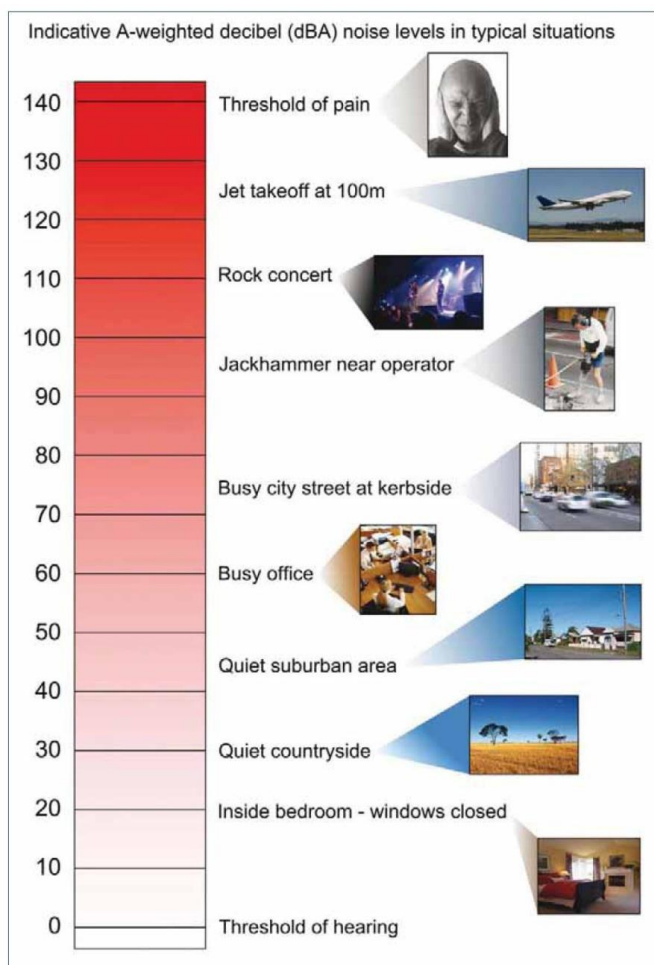 Indicative A-weighted decibel (dBA) noise levels in typical situations
140
Threshold of pain
130
Jet takeoff at 100m
120
110
Rock concert
100
Jackhammer near operator
90
80
Busy city street at kerbside
70
60
Busy office
50
Quiet suburban area
40
30
Quiet countryside
20
Inside bedroom - windows closed
10
0
Threshold of hearing